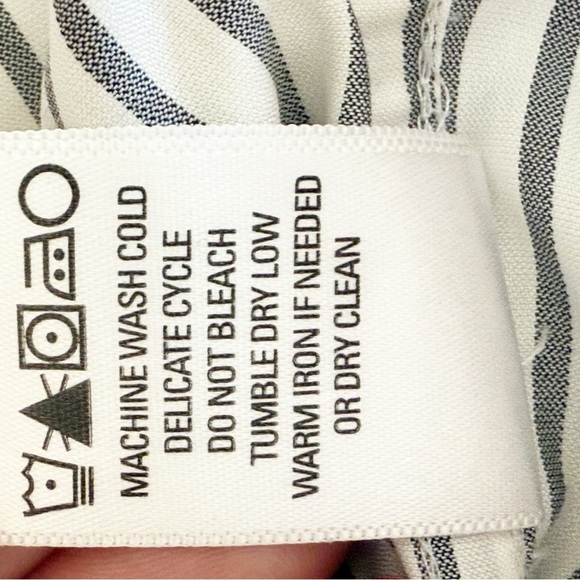 MACHINE WASH COLD
DELICATE CYCLE
DO NOT BLEACH
TUMBLE DRY LOW
WARM IRON IF NEEDED
OR DRY CLEAN